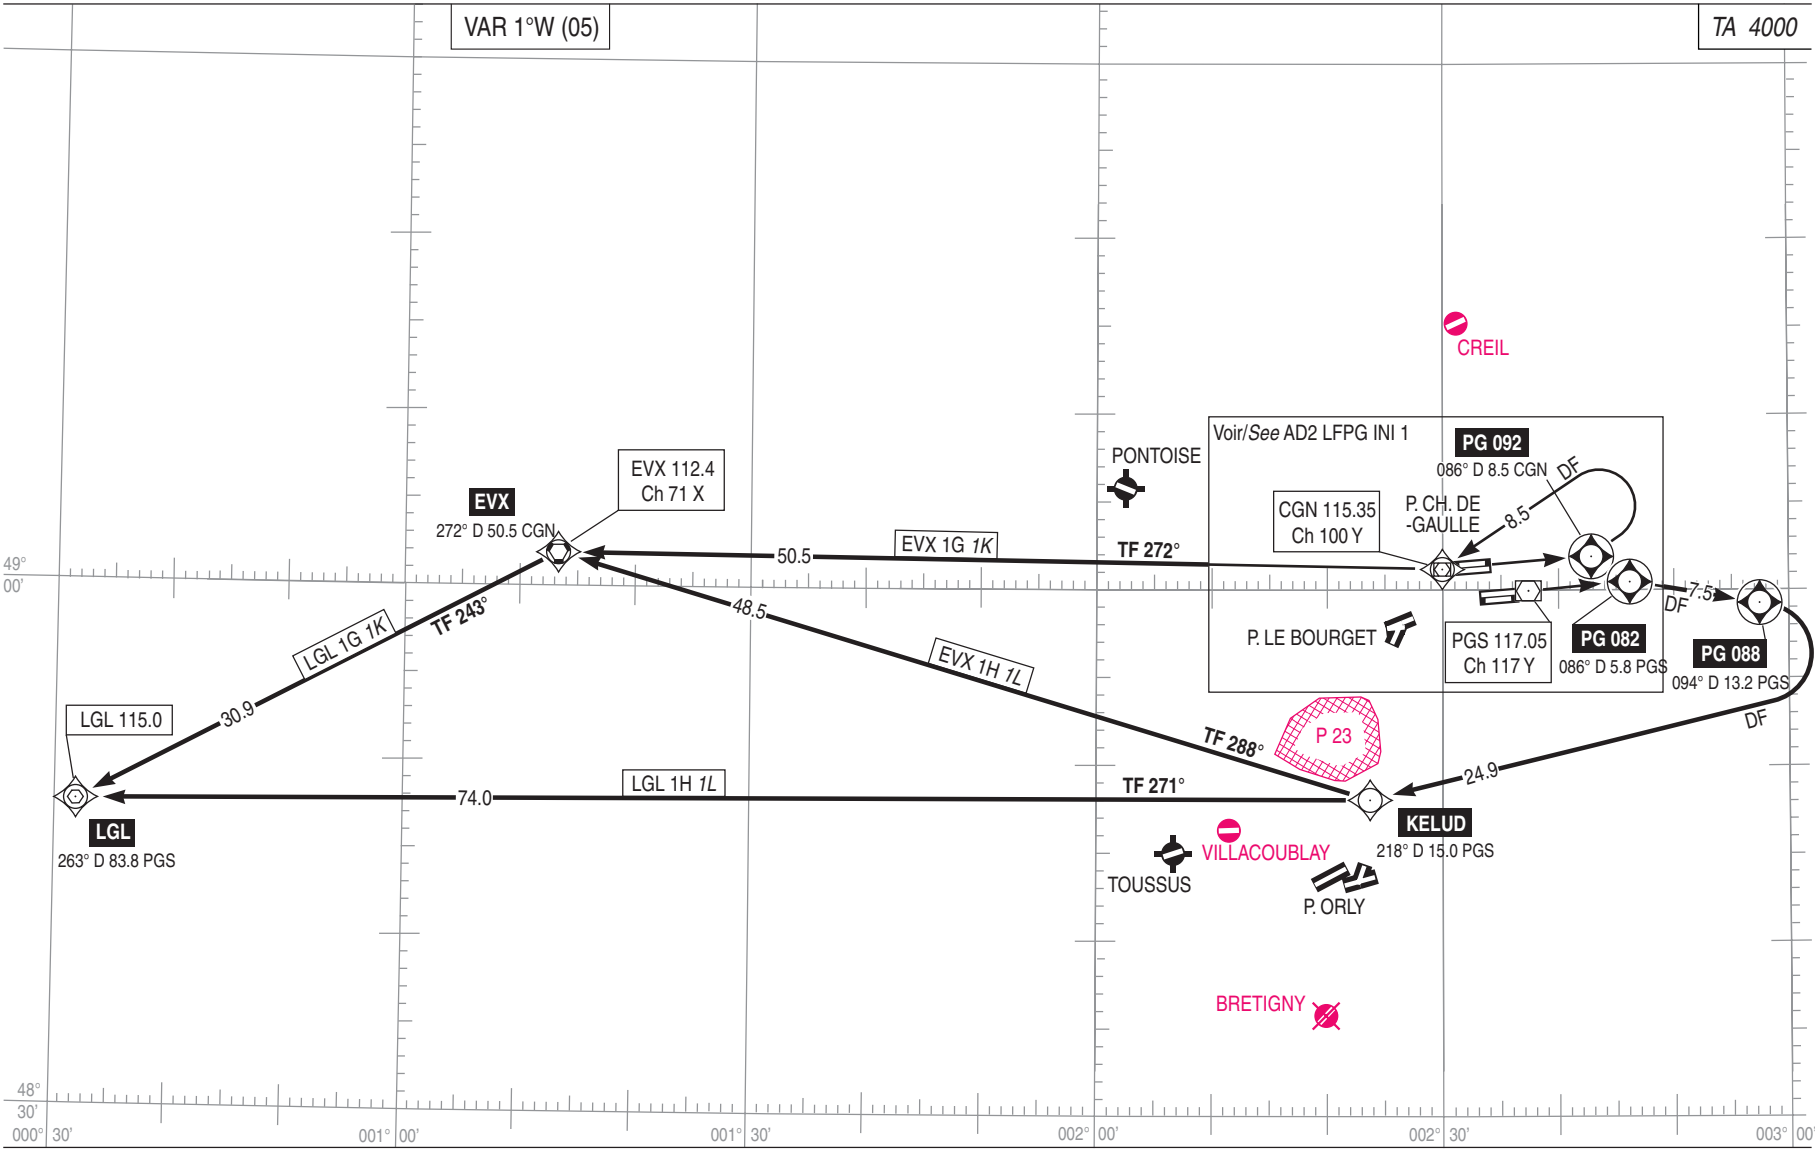 VAR 1°W (05)
TA 4000
CREIL
Voir/See AD2 LFPG INI 1
PG 092
086° D 8.5 CGN
DF
8.5
PONTOISE
EVX 112.4
Ch 71 X
EVX
272° D 50.5 CGN
CGN 115.35
Ch 100 Y
P. CH. DE
-GAULLE
EVX 1G 1K
50.5
TF 272°
49°
00'
7.5
DF
48.5
TF 243°
LGL 1G 1K
P. LE BOURGET
PGS 117.05
Ch 117 Y
PG 082
086° D 5.8 PGS
PG 088
094° D 13.2 PGS
EVX 1H 1L
30.9
LGL 115.0
DF
P 23
TF 288°
24.9
LGL 1H 1L
TF 271°
74.0
LGL
263° D 83.8 PGS
KELUD
218° D 15.0 PGS
VILLACOUBLAY
TOUSSUS
P. ORLY
BRETIGNY
48°
30'
000° 30'
001° 00'
001° 30'
002° 00'
002° 30'
003° 00'